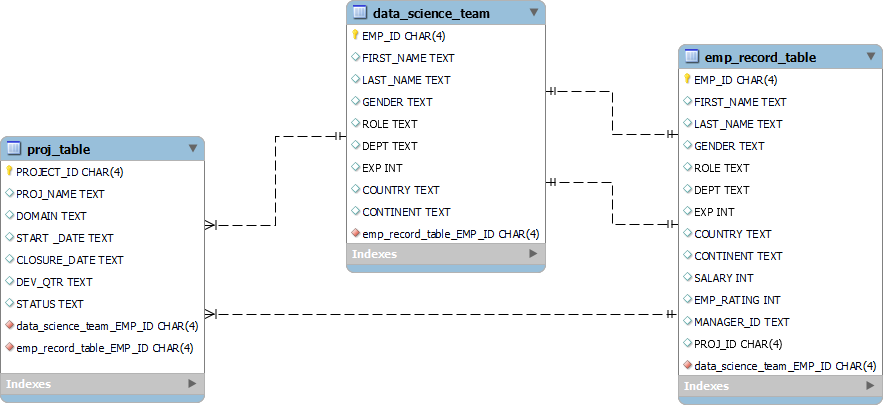 data_science_team
EMP_ID CHAR(4)
FIRST_NAME TEXT
LAST_NAME TEXT
GENDER TEXT
ROLE TEXT
DEPT TEXT
EXP INT
COUNTRY TEXT
CONTINENT TEXT
emp_record_table_EMP_ID CHAR(4)
Indexes
emp_record_table
EMP_ID CHAR(4)
FIRST_NAME TEXT
LAST_NAME TEXT
GENDER TEXT
ROLE TEXT
DEPT TEXT
EXP INT
COUNTRY TEXT
CONTINENT TEXT
SALARY INT
EMP_RATING INT
MANAGER_ID TEXT
PROJ_ID CHAR(4)
data_science_team_EMP_ID CHAR(4)
Indexes
proj_table
PROJECT_ID CHAR(4)
PROJ_NAME TEXT
DOMAIN TEXT
START _DATE TEXT
CLOSURE_DATE TEXT
DEV_QTR TEXT
STATUS TEXT
data_science_team_EMP_ID CHAR(4)
emp_record_table_EMP_ID CHAR(4)
Indexes